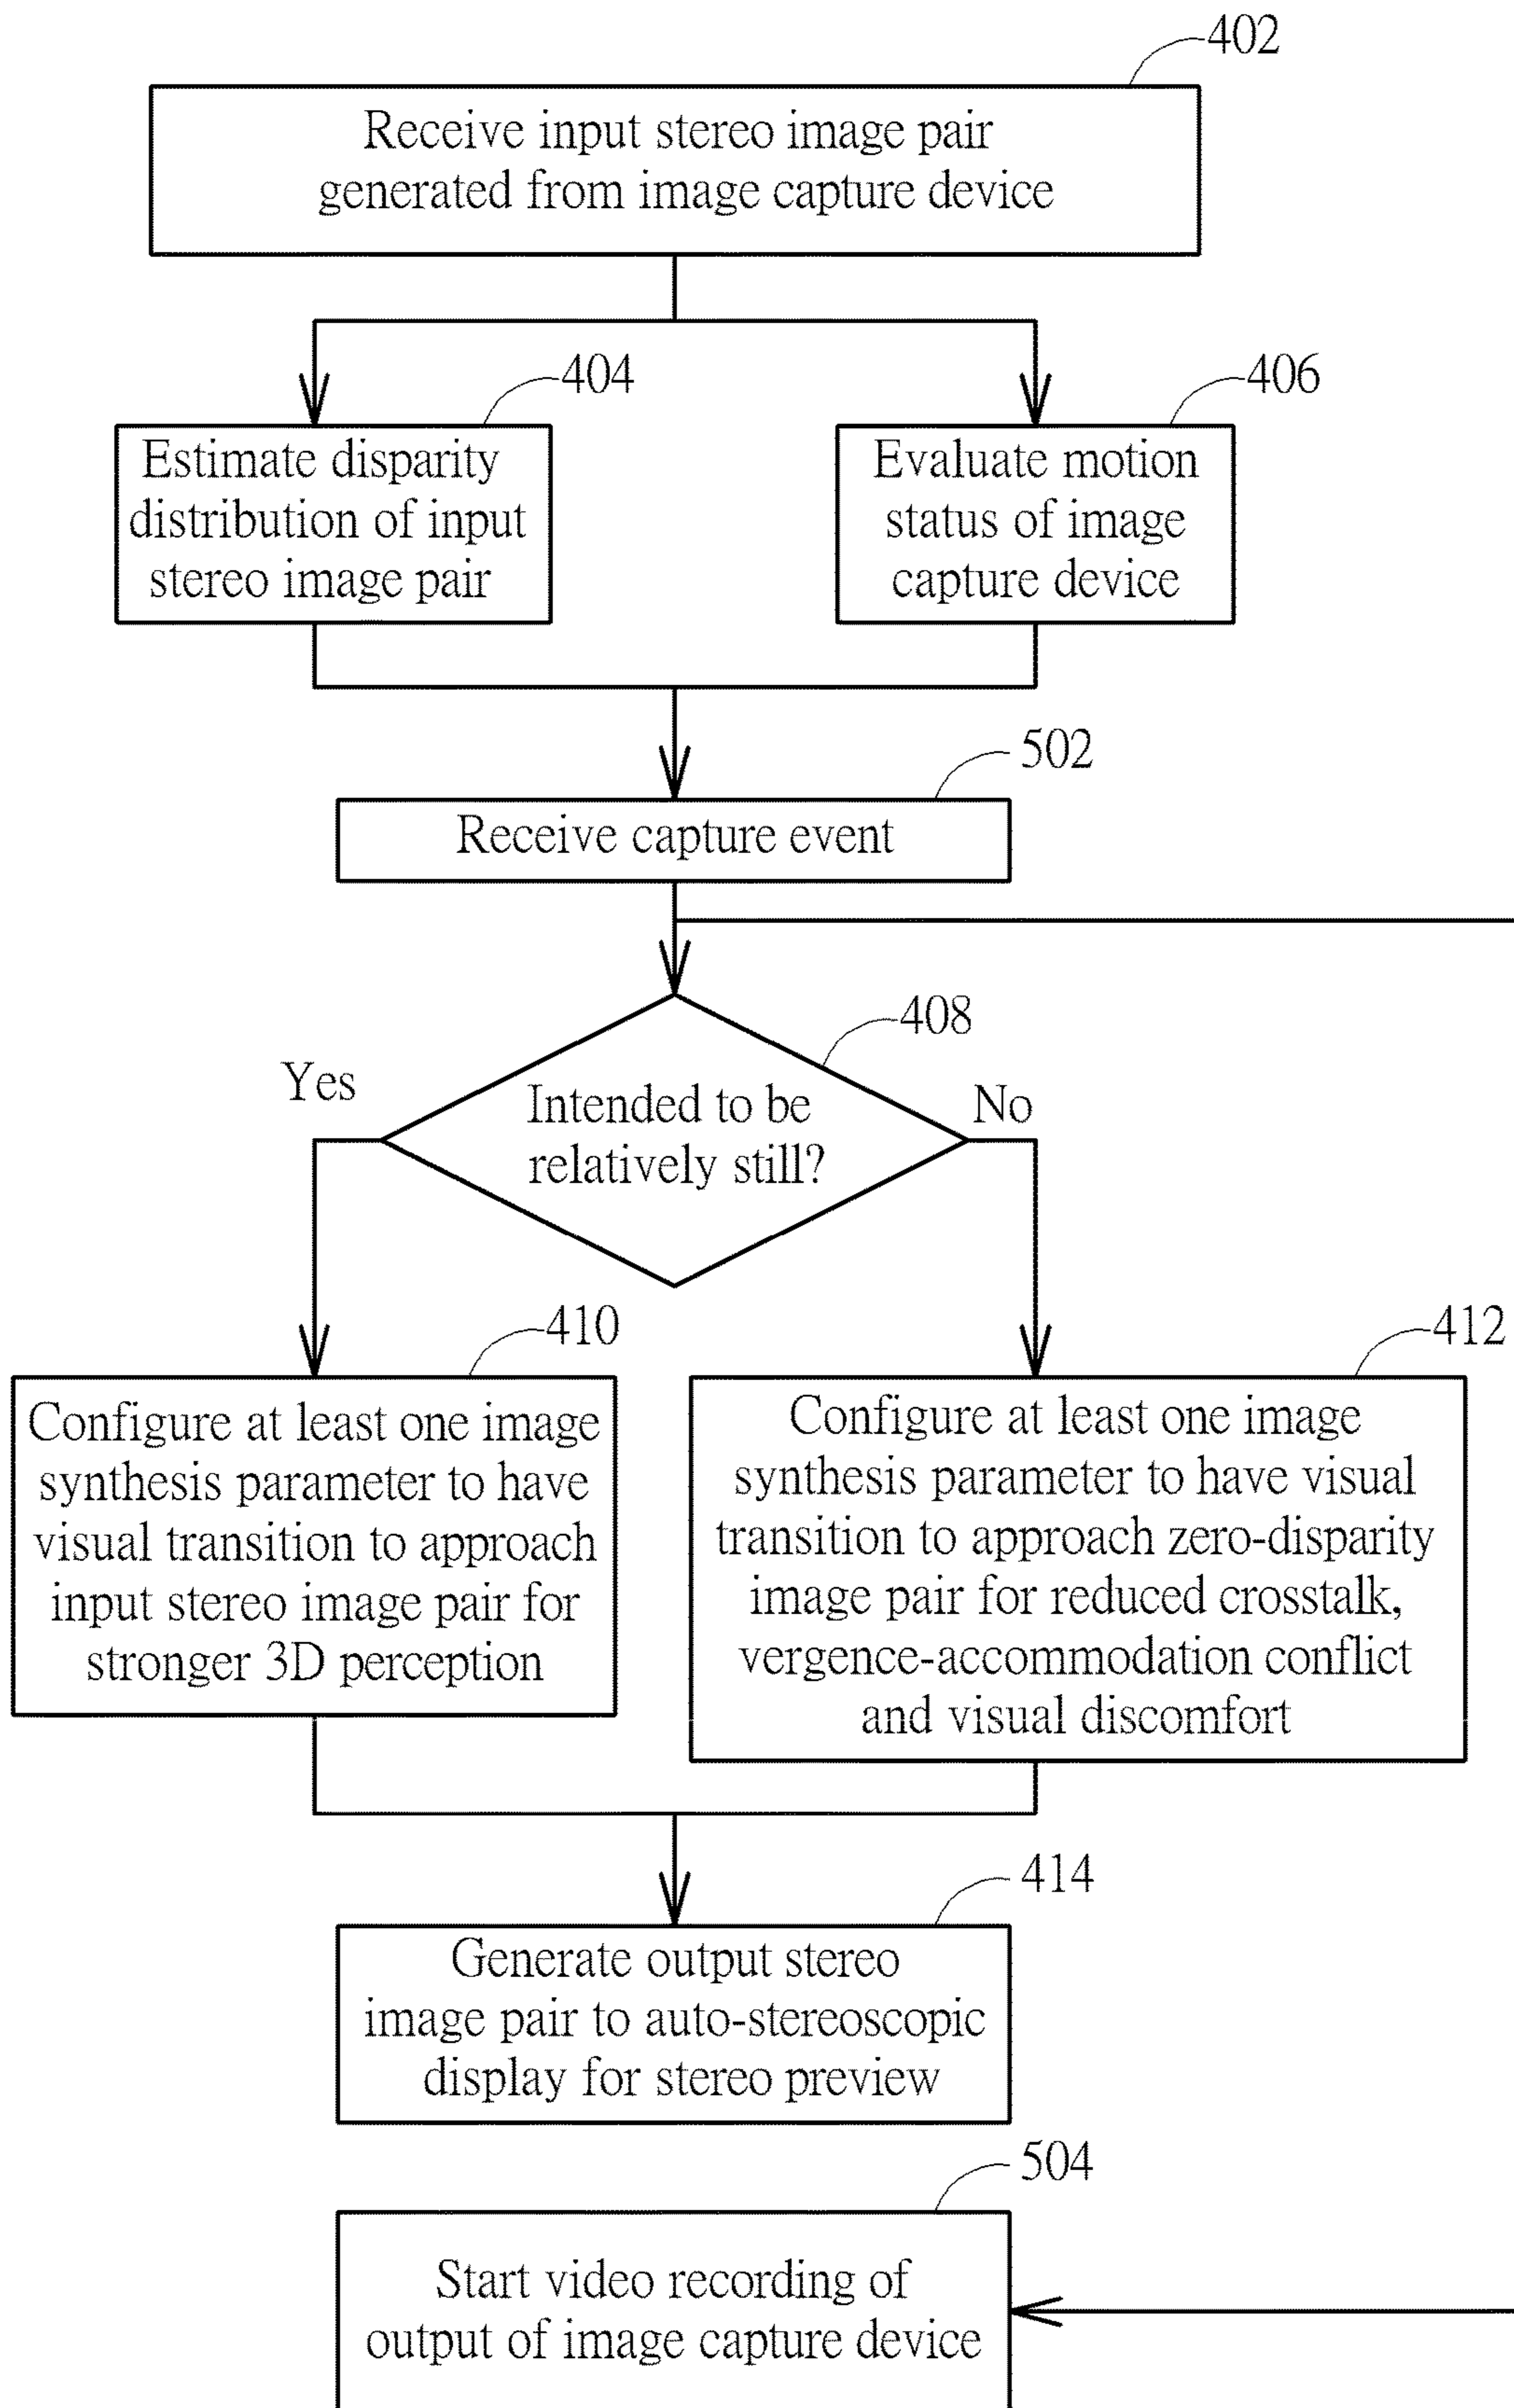 402
Receive input stereo image pair
generated from image capture device
404
Estimate disparity
distribution of input
stereo image pair
406
Evaluate motion
status of image
capture device
502
Receive capture event
408
Intended to be
relatively still?
Yes
No
410
Configure at least one image
synthesis parameter to have
visual transition to approach
input stereo image pair for
stronger 3D perception
412
Configure at least one image
synthesis parameter to have visual
transition to approach zero-disparity
image pair for reduced crosstalk,
vergence-accommodation conflict
and visual discomfort
414
Generate output stereo
image pair to auto-stereoscopic
display for stereo preview
504
Start video recording of
output of image capture device